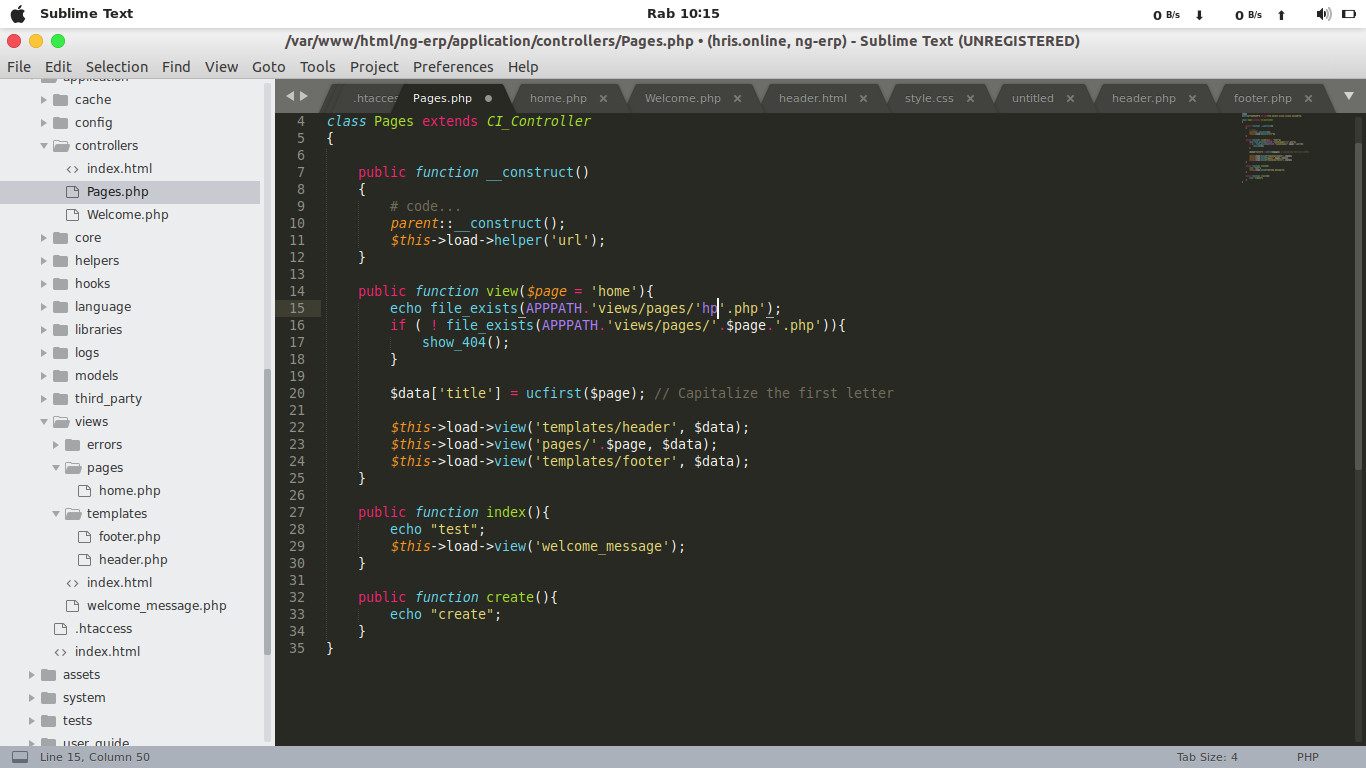 Sublime Text
Rab 10:15
0 B/s ⬇ 0 B/s ⬆
/var/www/html/ng-erp/application/controllers/Pages.php • (hris.online, ng-erp) - Sublime Text (UNREGISTERED)
File Edit Selection Find View Goto Tools Project Preferences Help
application
cache
config
controllers
index.html
Pages.php
Welcome.php
core
helpers
hooks
language
libraries
logs
models
third_party
views
errors
pages
home.php
templates
footer.php
header.php
index.html
welcome_message.php
.htaccess
index.html
assets
system
tests
user_guide
.htacces Pages.php home.php Welcome.php header.html style.css untitled header.php footer.php
4 class Pages extends CI_Controller
5 {
6
7     public function __construct()
8     {
9         # code...
10         parent::__construct();
11         $this->load->helper('url');
12     }
13
14     public function view($page = 'home'){
15         echo file_exists(APPPATH.'views/pages/'hp'.php');
16         if ( ! file_exists(APPPATH.'views/pages/'.$page.'.php')){
17             show_404();
18         }
19
20         $data['title'] = ucfirst($page); // Capitalize the first letter
21
22         $this->load->view('templates/header', $data);
23         $this->load->view('pages/'.$page, $data);
24         $this->load->view('templates/footer', $data);
25     }
26
27     public function index(){
28         echo "test";
29         $this->load->view('welcome_message');
30     }
31
32     public function create(){
33         echo "create";
34     }
35 }
Line 15, Column 50
Tab Size: 4
PHP